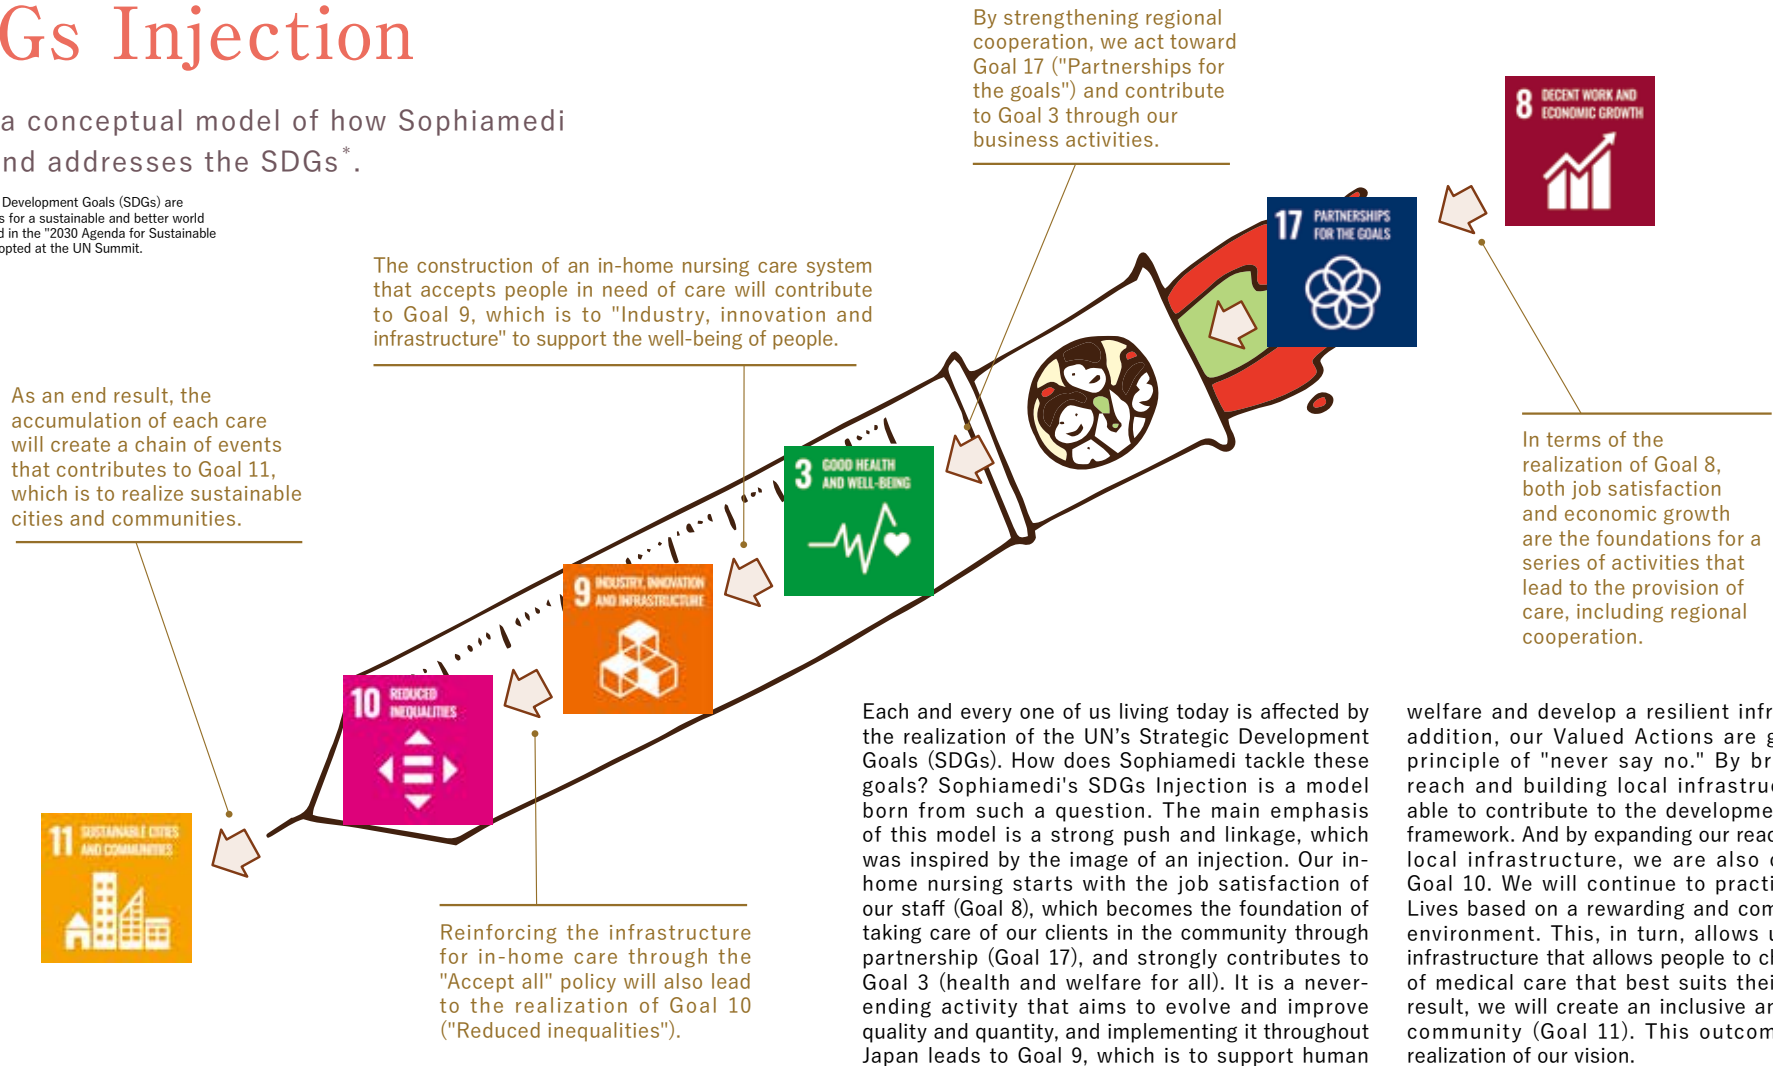 Gs Injection
a conceptual model of how Sophiamedi
nd addresses the SDGs*.
Development Goals (SDGs) are
s for a sustainable and better world
d in the "2030 Agenda for Sustainable
opted at the UN Summit.
By strengthening regional
cooperation, we act toward
Goal 17 ("Partnerships for
the goals") and contribute
to Goal 3 through our
business activities.
8 DECENT WORK AND
ECONOMIC GROWTH
17 PARTNERSHIPS
FOR THE GOALS
The construction of an in-home nursing care system
that accepts people in need of care will contribute
to Goal 9, which is to "Industry, innovation and
infrastructure" to support the well-being of people.
As an end result, the
accumulation of each care
will create a chain of events
that contributes to Goal 11,
which is to realize sustainable
cities and communities.
In terms of the
realization of Goal 8,
both job satisfaction
and economic growth
are the foundations for a
series of activities that
lead to the provision of
care, including regional
cooperation.
3 GOOD HEALTH
AND WELL-BEING
9 INDUSTRY, INNOVATION
AND INFRASTRUCTURE
10 REDUCED
INEQUALITIES
11 SUSTAINABLE CITIES
AND COMMUNITIES
Reinforcing the infrastructure
for in-home care through the
"Accept all" policy will also lead
to the realization of Goal 10
("Reduced inequalities").
Each and every one of us living today is affected by
the realization of the UN's Strategic Development
Goals (SDGs). How does Sophiamedi tackle these
goals? Sophiamedi's SDGs Injection is a model
born from such a question. The main emphasis
of this model is a strong push and linkage, which
was inspired by the image of an injection. Our in-
home nursing starts with the job satisfaction of
our staff (Goal 8), which becomes the foundation of
taking care of our clients in the community through
partnership (Goal 17), and strongly contributes to
Goal 3 (health and welfare for all). It is a never-
ending activity that aims to evolve and improve
quality and quantity, and implementing it throughout
Japan leads to Goal 9, which is to support human
welfare and develop a resilient infr
addition, our Valued Actions are g
principle of "never say no." By br
reach and building local infrastruc
able to contribute to the developme
framework. And by expanding our reac
local infrastructure, we are also c
Goal 10. We will continue to practi
Lives based on a rewarding and com
environment. This, in turn, allows u
infrastructure that allows people to cl
of medical care that best suits thei
result, we will create an inclusive an
community (Goal 11). This outcom
realization of our vision.